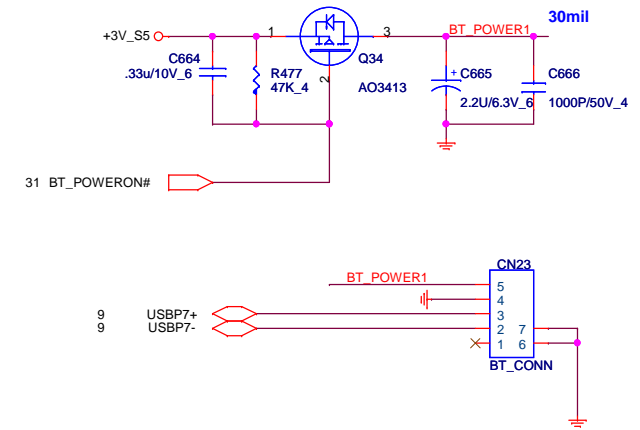 30mil
+3V_S5
1
3
BT_POWER1
C664
.33u/10V_6
R477
47K_4
2
Q34
AO3413
+
C665
2.2U/6.3V_6
C666
1000P/50V_4
31 BT_POWERON#
CN23
BT_POWER1
5
4
9 USBP7+
3
9 USBP7-
2 7
1 6
BT_CONN